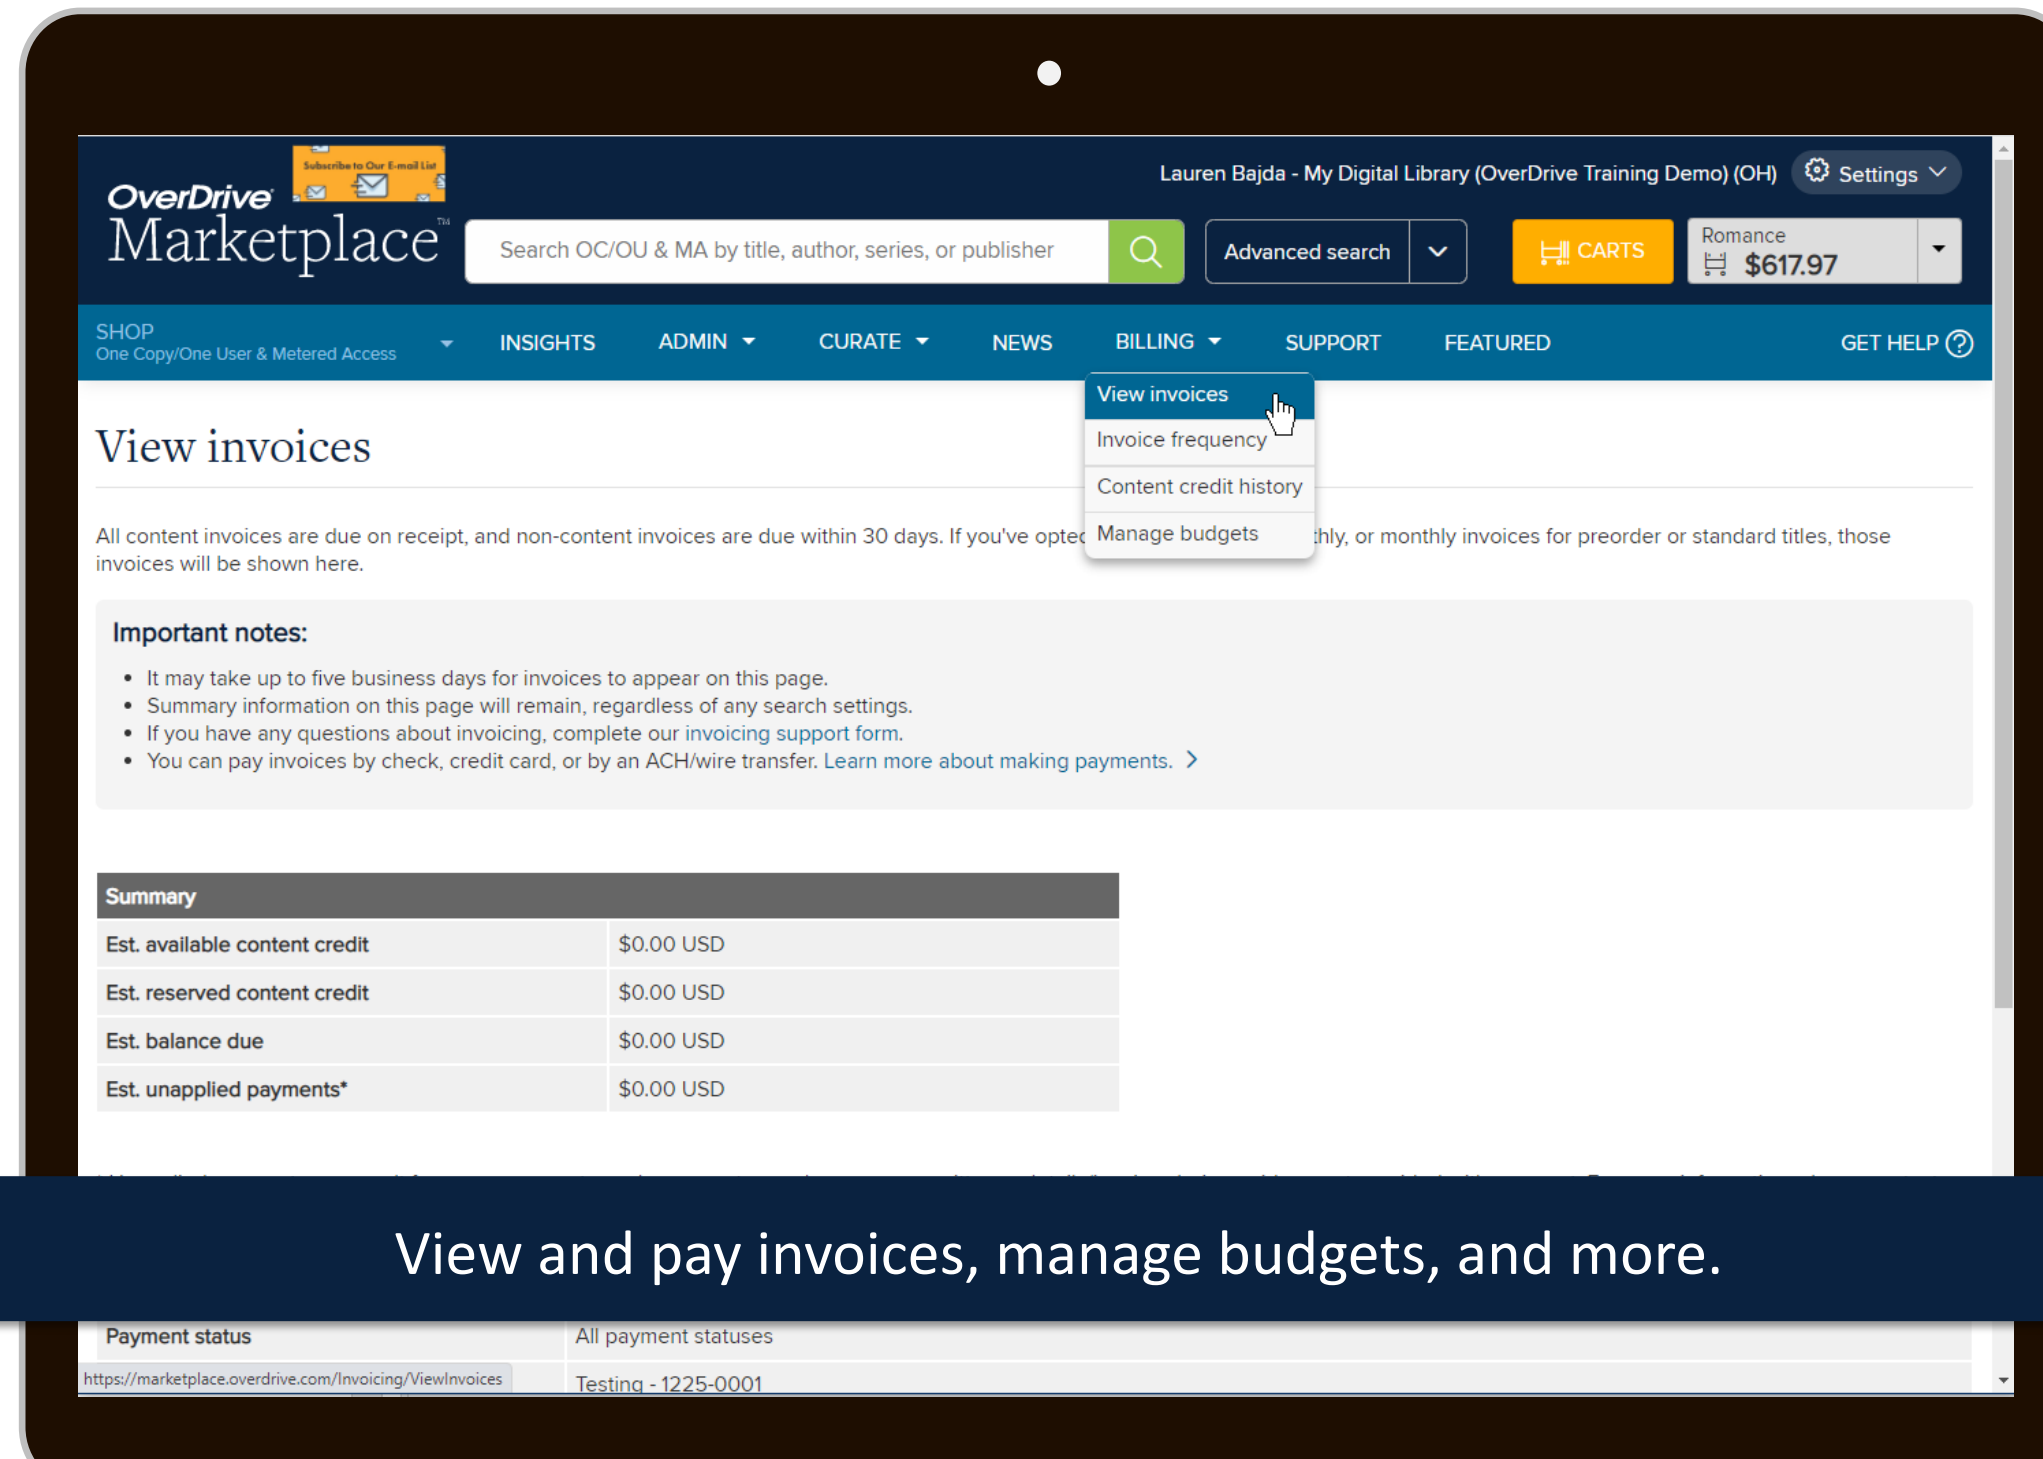 Subscribe to Our E-mail List
Lauren Bajda - My Digital Library (OverDrive Training Demo) (OH)
Settings
OverDrive
Marketplace™
Search OC/OU & MA by title, author, series, or publisher
Advanced search
CARTS
Romance
$617.97
SHOP
One Copy/One User & Metered Access
INSIGHTS
ADMIN
CURATE
NEWS
BILLING
SUPPORT
FEATURED
GET HELP
View invoices
Invoice frequency
Content credit history
Manage budgets
View invoices
All content invoices are due on receipt, and non-content invoices are due within 30 days. If you've opted thly, or monthly invoices for preorder or standard titles, those
invoices will be shown here.
Important notes:
• It may take up to five business days for invoices to appear on this page.
• Summary information on this page will remain, regardless of any search settings.
• If you have any questions about invoicing, complete our invoicing support form.
• You can pay invoices by check, credit card, or by an ACH/wire transfer. Learn more about making payments. >
Summary
Est. available content credit $0.00 USD
Est. reserved content credit $0.00 USD
Est. balance due $0.00 USD
Est. unapplied payments* $0.00 USD
View and pay invoices, manage budgets, and more.
Payment status All payment statuses
https://marketplace.overdrive.com/Invoicing/ViewInvoices
Testing - 1225-0001